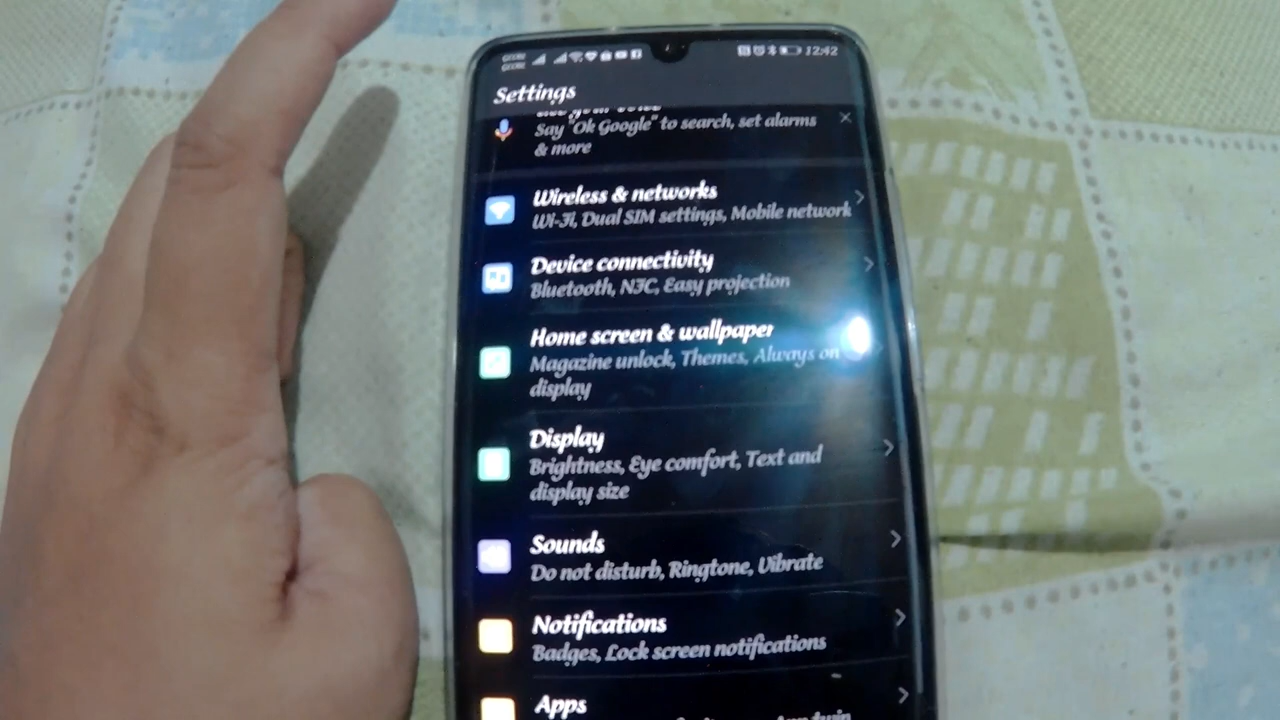 12:42
Settings
Say "Ok Google" to search, set alarms
& more
Wireless & networks
Wi-Fi, Dual SIM settings, Mobile network
Device connectivity
Bluetooth, NFC, Easy projection
Home screen & wallpaper
Magazine unlock, Themes, Always on
display
Display
Brightness, Eye comfort, Text and
display size
Sounds
Do not disturb, Ringtone, Vibrate
Notifications
Badges, Lock screen notifications
Apps